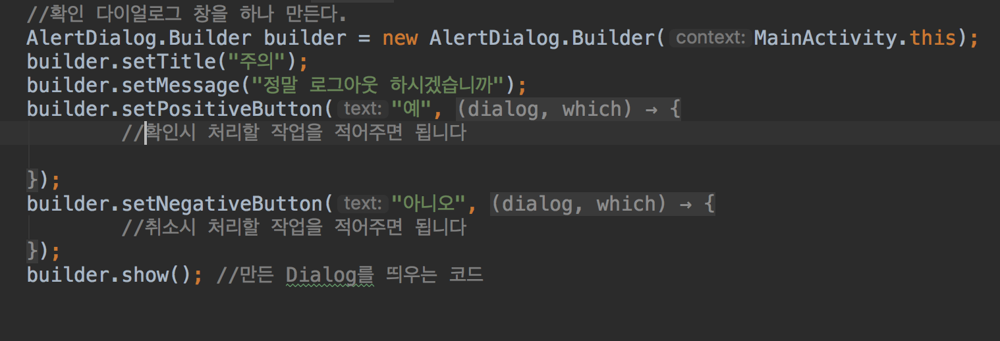 //확인 다이얼로그 창을 하나 만든다.
AlertDialog.Builder builder = new AlertDialog.Builder( context: MainActivity.this);
builder.setTitle("주의");
builder.setMessage("정말 로그아웃 하시겠습니까");
builder.setPositiveButton( text: "예", (dialog, which) → {
//확인시 처리할 작업을 적어주면 됩니다
});
builder.setNegativeButton( text: "아니오", (dialog, which) → {
//취소시 처리할 작업을 적어주면 됩니다
});
builder.show(); //만든 Dialog를 띄우는 코드